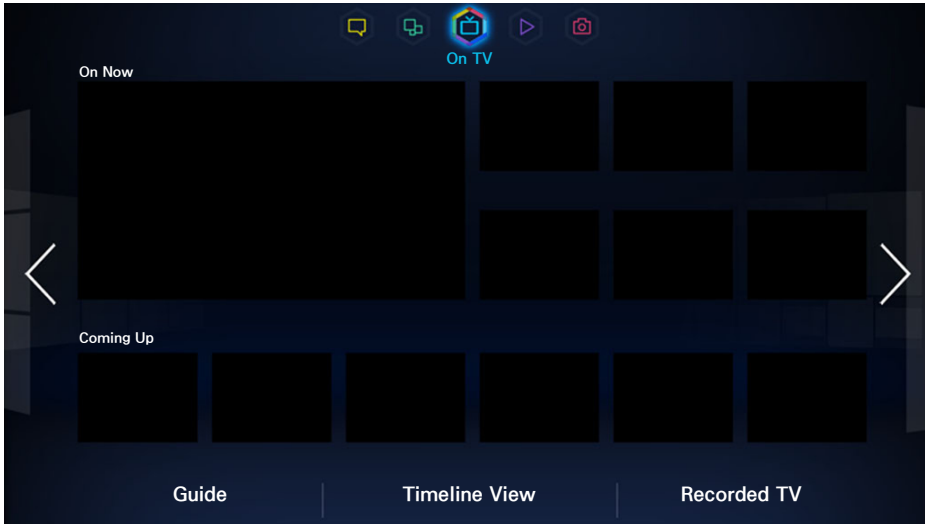 On TV
On Now
Coming Up
Guide
Timeline View
Recorded TV